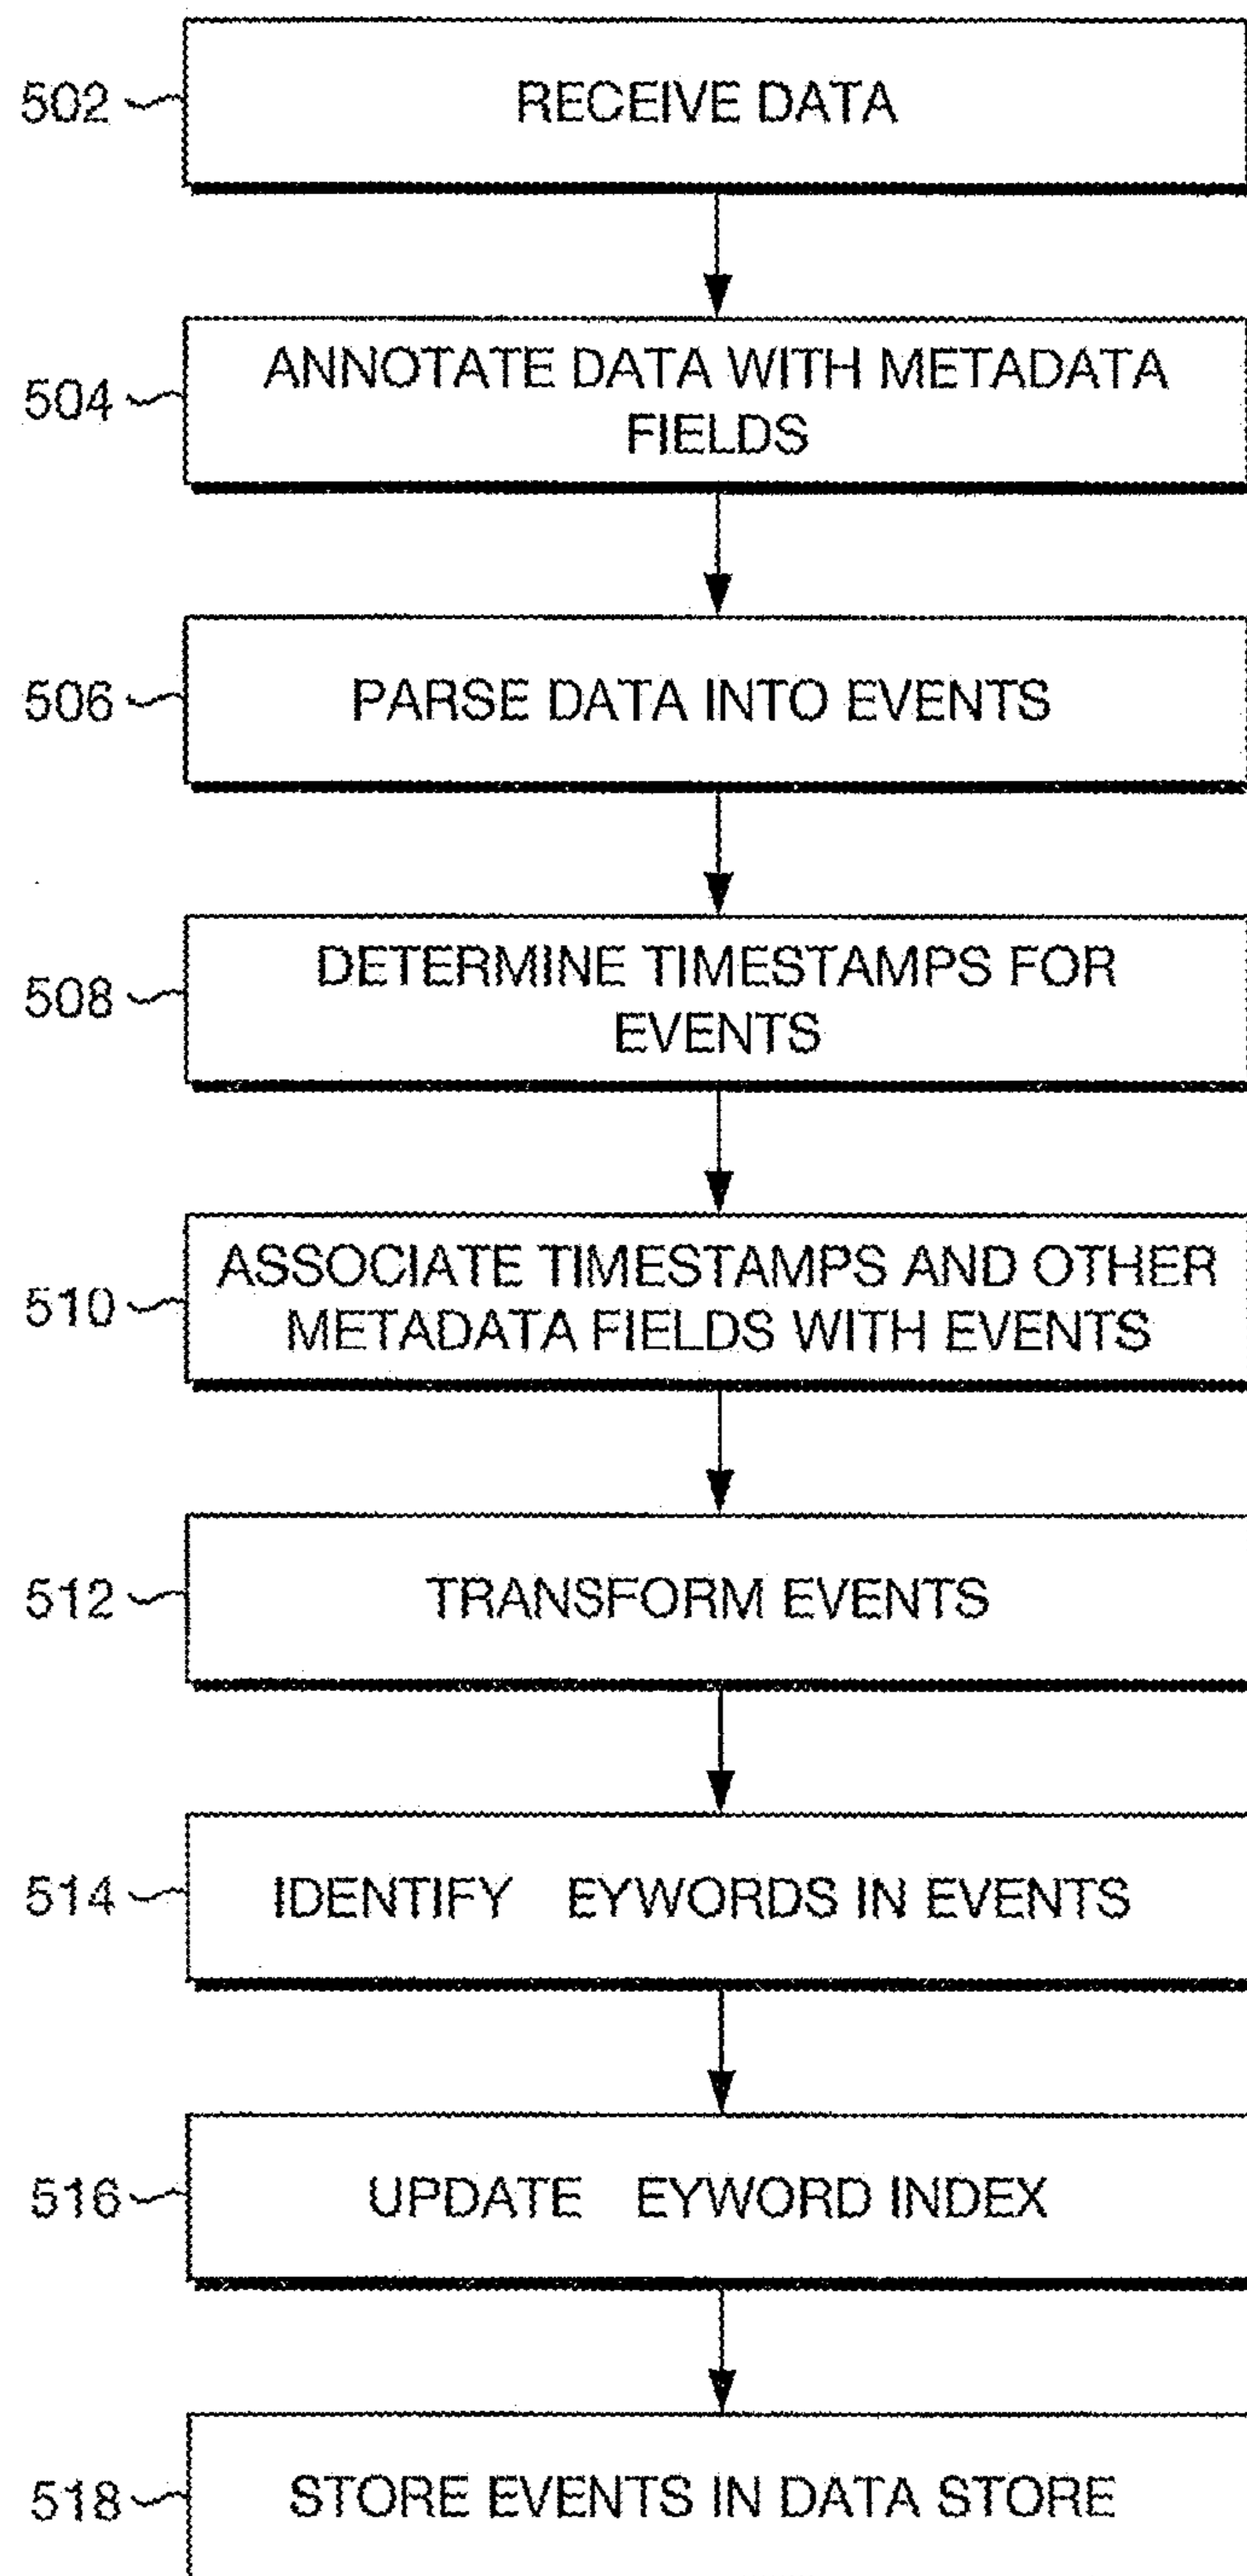 502
RECEIVE DATA
504
ANNOTATE DATA WITH METADATA
FIELDS
506
PARSE DATA INTO EVENTS
508
DETERMINE TIMESTAMPS FOR
EVENTS
510
ASSOCIATE TIMESTAMPS AND OTHER
METADATA FIELDS WITH EVENTS
512
TRANSFORM EVENTS
514
IDENTIFY EYWORDS IN EVENTS
516
UPDATE EYWORD INDEX
518
STORE EVENTS IN DATA STORE